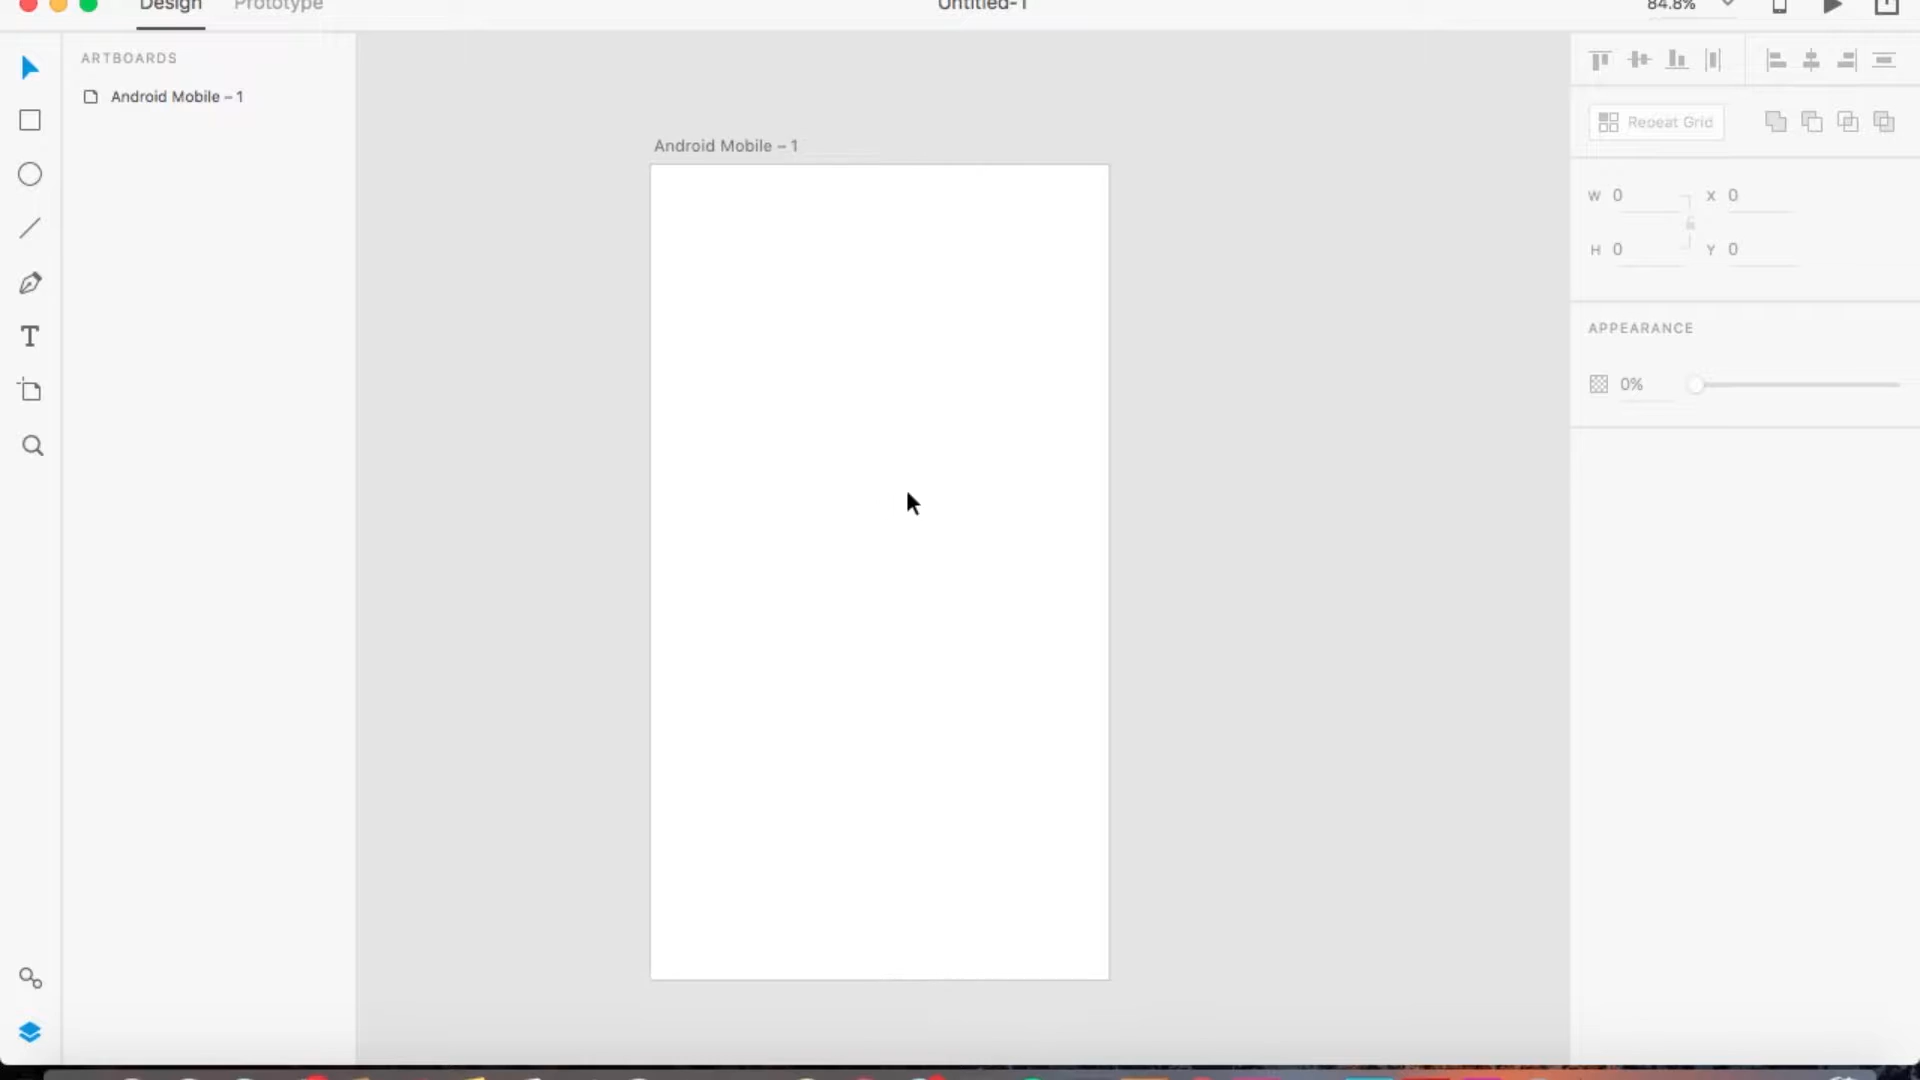 Design Prototype Untitled-1 84.8%
ARTBOARDS
Android Mobile – 1
Android Mobile – 1
Repeat Grid
W 0 X 0
H 0 Y 0
APPEARANCE
0%